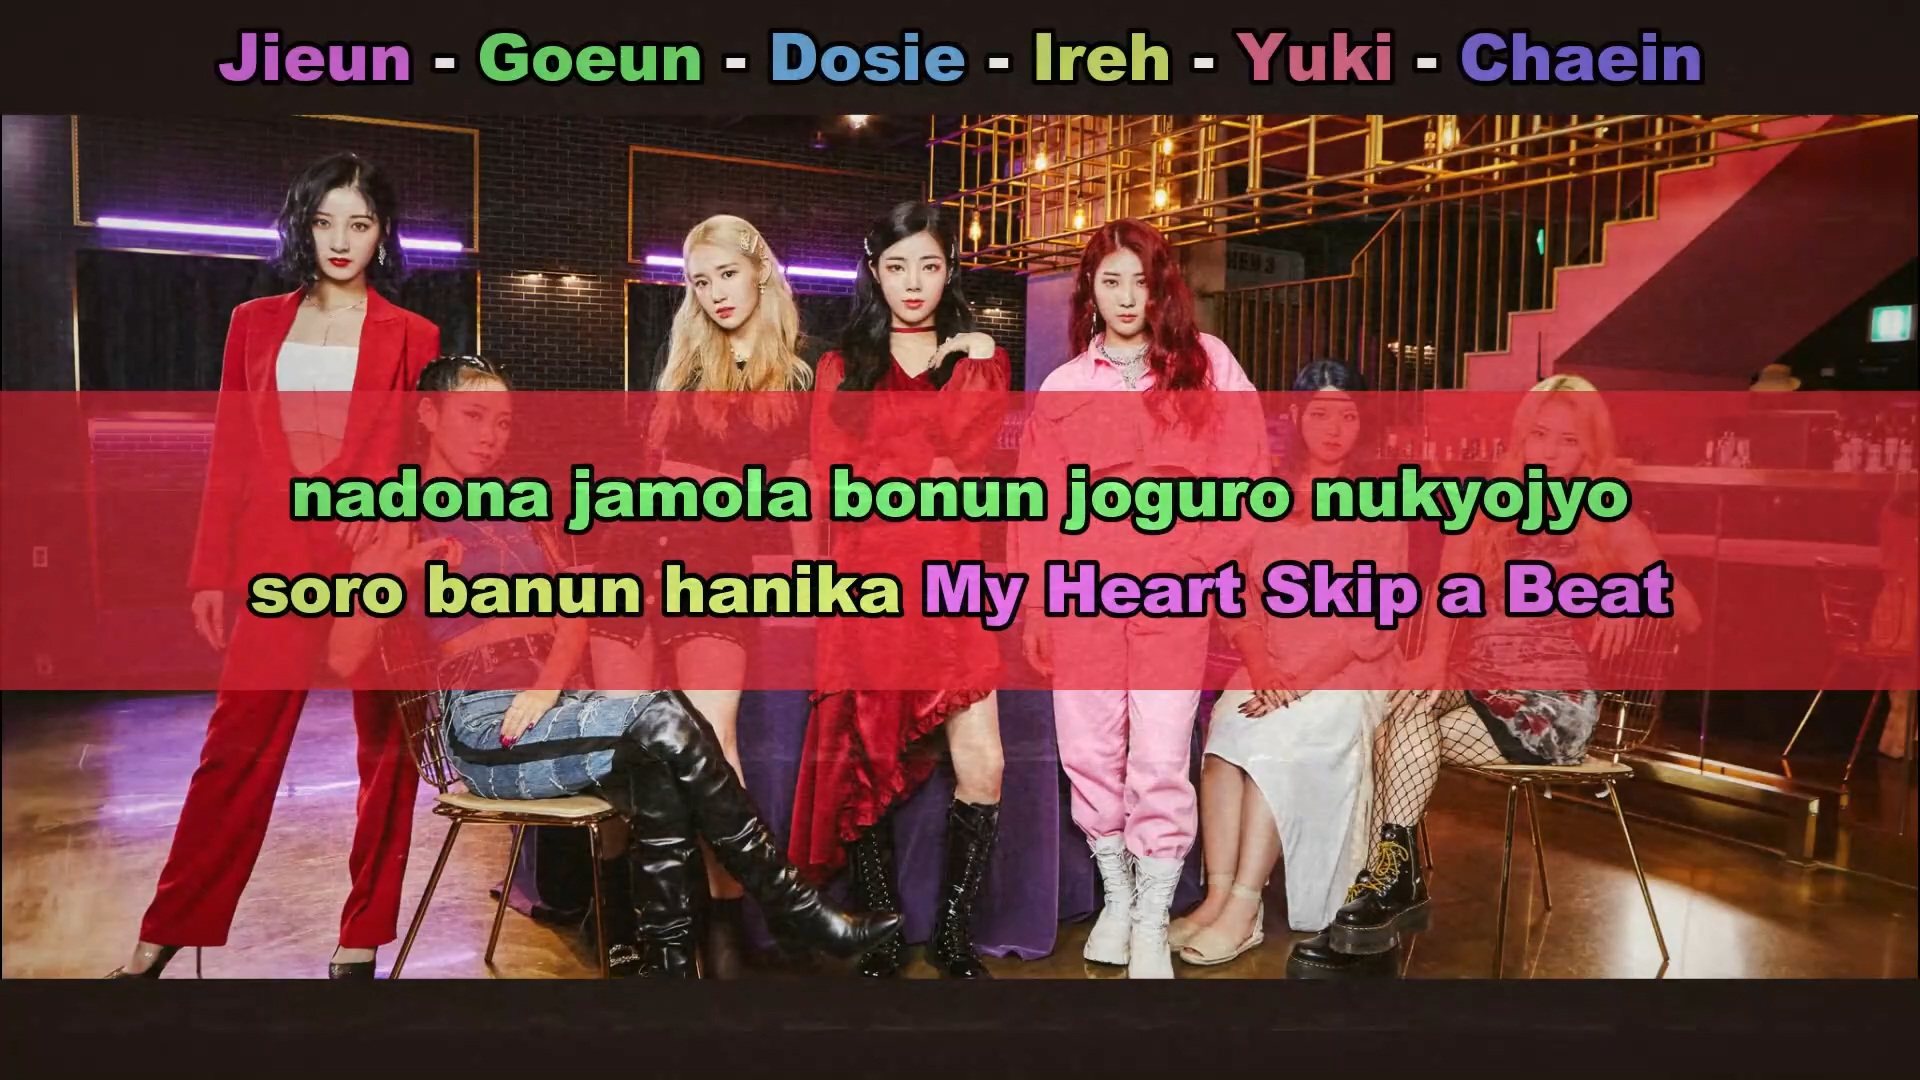 Jieun - Goeun - Dosie - Ireh - Yuki - Chaein
nadona jamola bonun joguro nukyojyo
soro banun hanika My Heart Skip a Beat